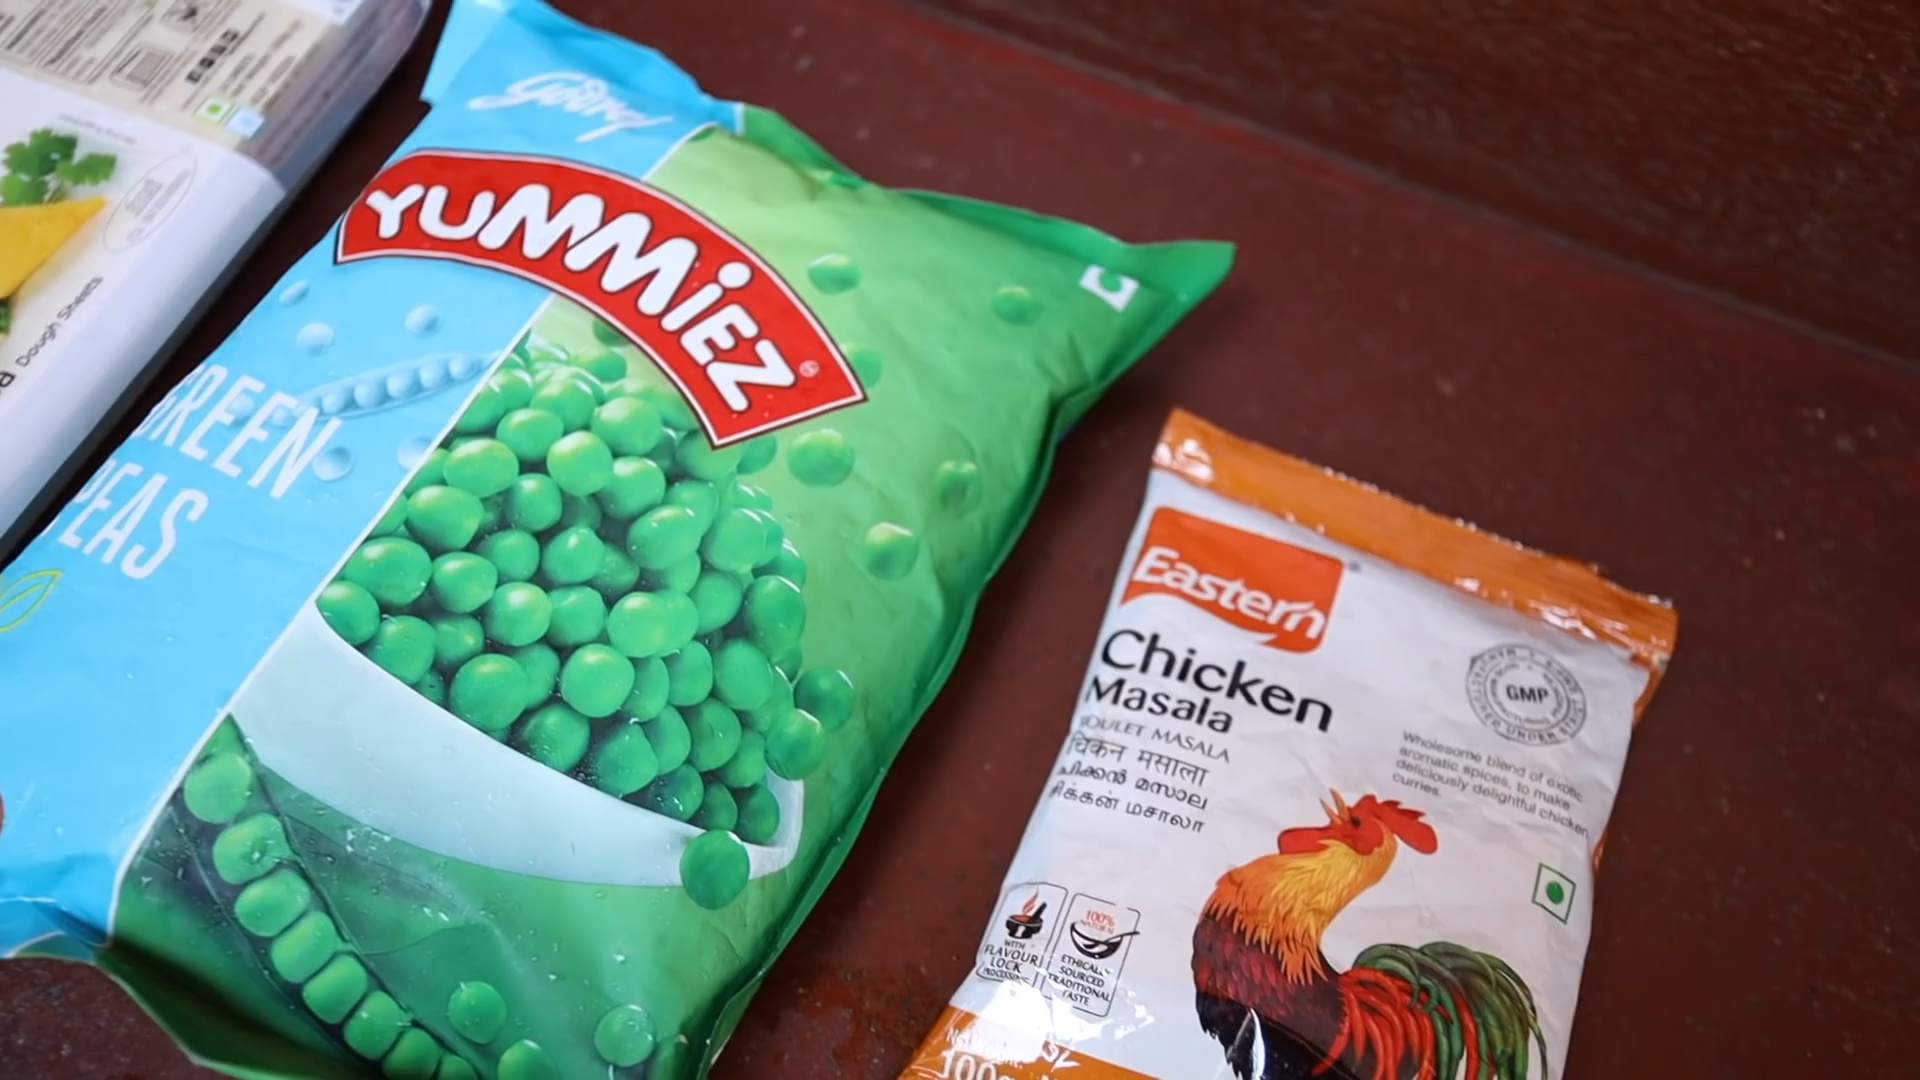 Dough Sheets
Godrej
YUMMiEZ
GREEN
PEAS
Eastern
Chicken
Masala
POULET MASALA
चिकन मसाला
ചിക്കൻ മസാല
சிக்கன் மசாலா
GMP
Wholesome blend of exotic
aromatic spices, to make
deliciously delightful chicken
curries.
WITH
FLAVOUR
LOCK
PROCESSING
100%
NATURAL
ETHICALLY
SOURCED
TRADITIONAL
TASTE
100g